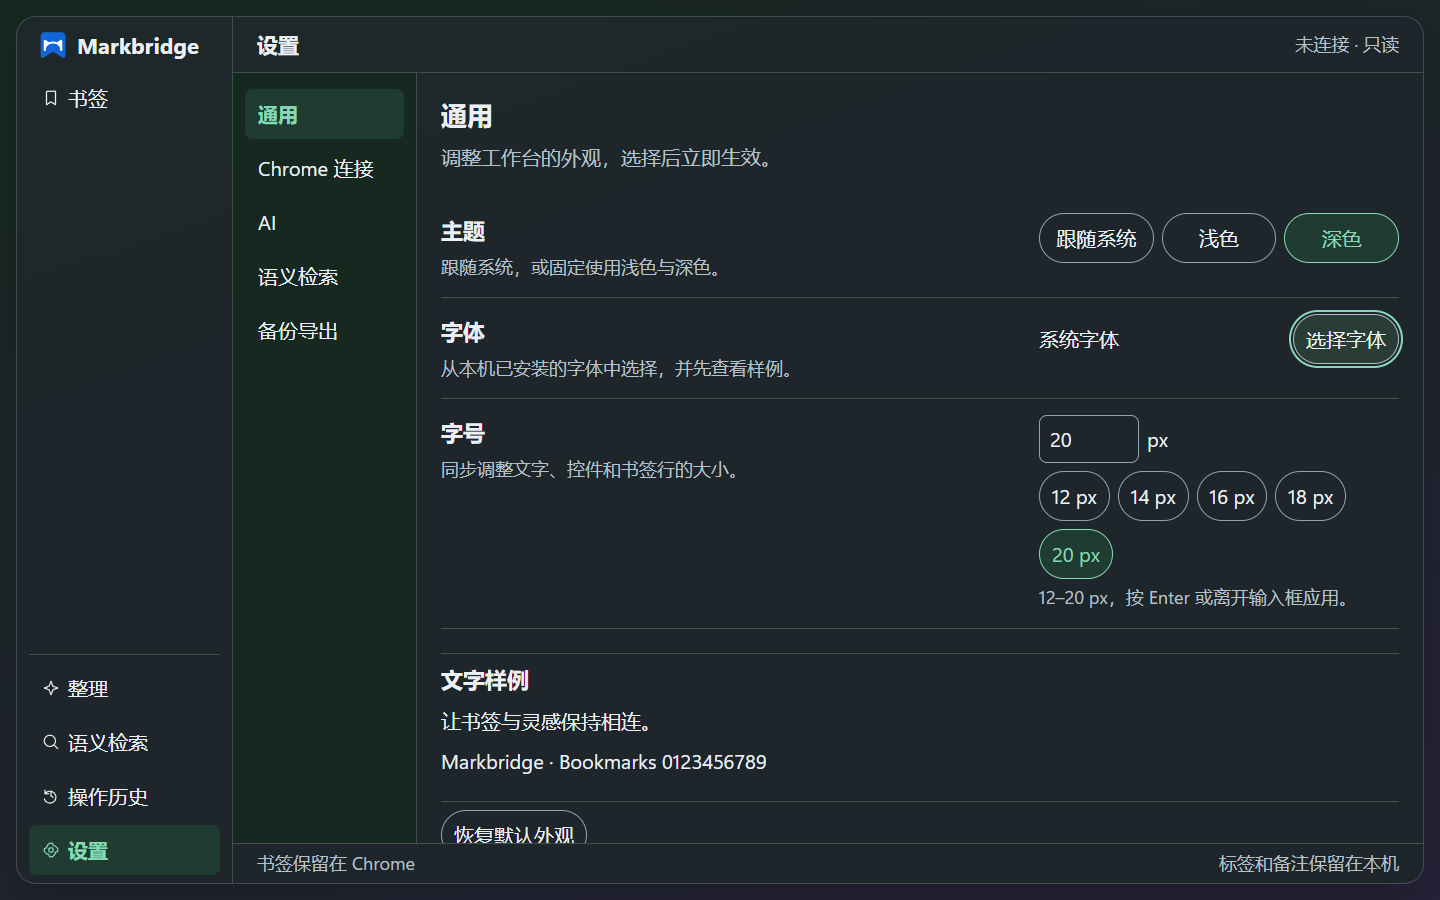 Markbridge
书签
整理
语义检索
操作历史
设置
设置
未连接 · 只读
通用
Chrome 连接
AI
语义检索
备份导出
通用
调整工作台的外观，选择后立即生效。
主题
跟随系统，或固定使用浅色与深色。
跟随系统
浅色
深色
字体
从本机已安装的字体中选择，并先查看样例。
系统字体
选择字体
字号
同步调整文字、控件和书签行的大小。
20 px
12 px
14 px
16 px
18 px
20 px
12–20 px，按 Enter 或离开输入框应用。
文字样例
让书签与灵感保持相连。
Markbridge · Bookmarks 0123456789
恢复默认外观
书签保留在 Chrome
标签和备注保留在本机